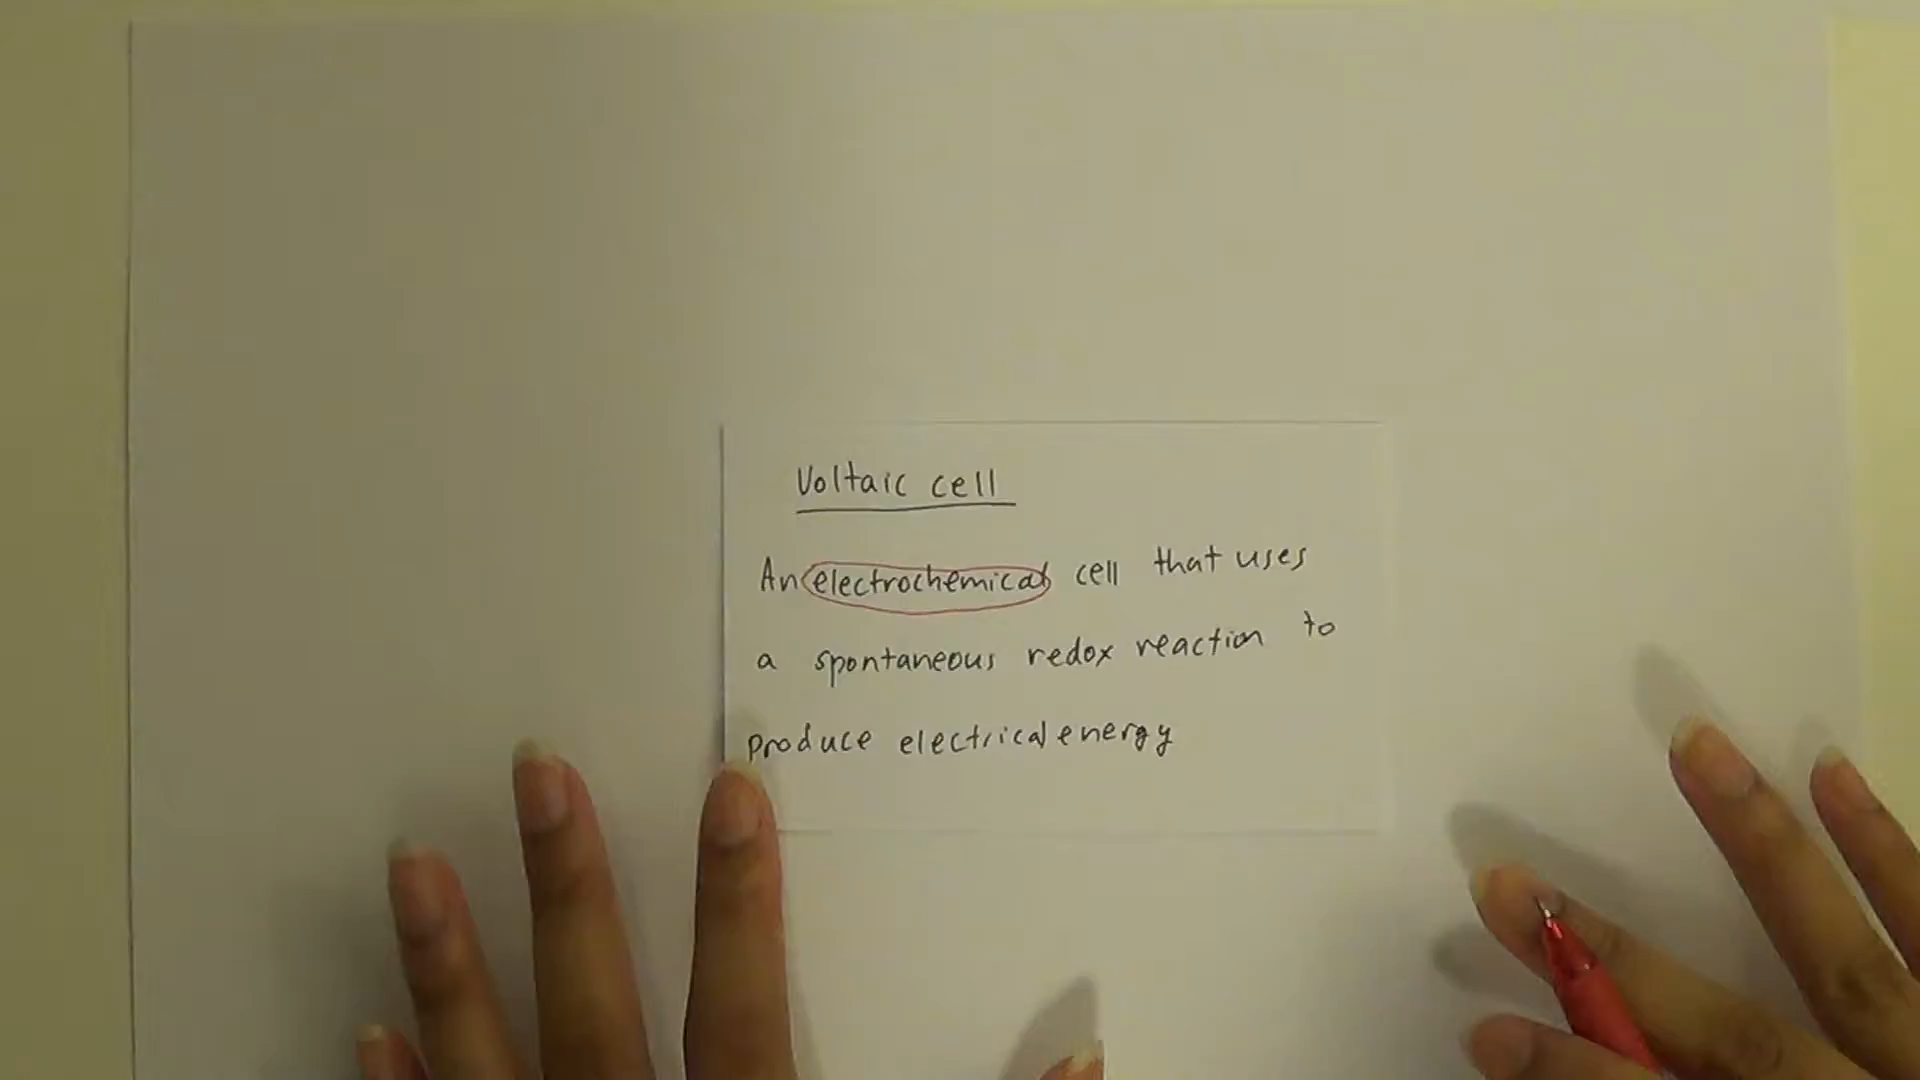 Voltaic cell
An electrochemical cell that uses
a spontaneous redox reaction to
produce electrical energy